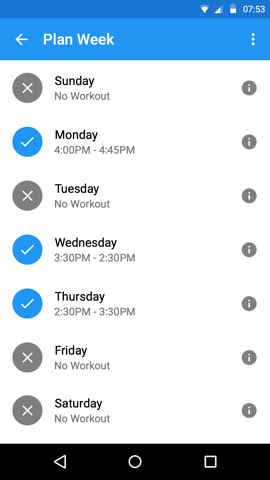 07:53
Plan Week
Sunday
No Workout
Monday
4:00PM - 4:45PM
Tuesday
No Workout
Wednesday
3:30PM - 2:30PM
Thursday
2:30PM - 3:30PM
Friday
No Workout
Saturday
No Workout